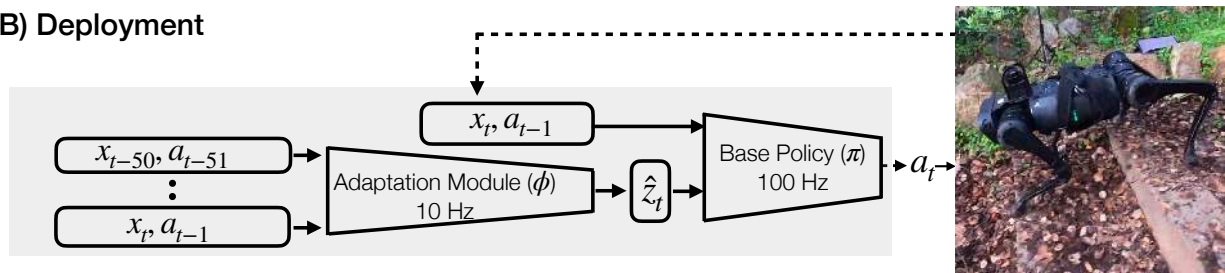 B) Deployment
x_t, a_{t-1}
x_{t-50}, a_{t-51}
⋮
x_t, a_{t-1}
Adaptation Module (ϕ)
10 Hz
ẑ_t
Base Policy (π)
100 Hz
a_t